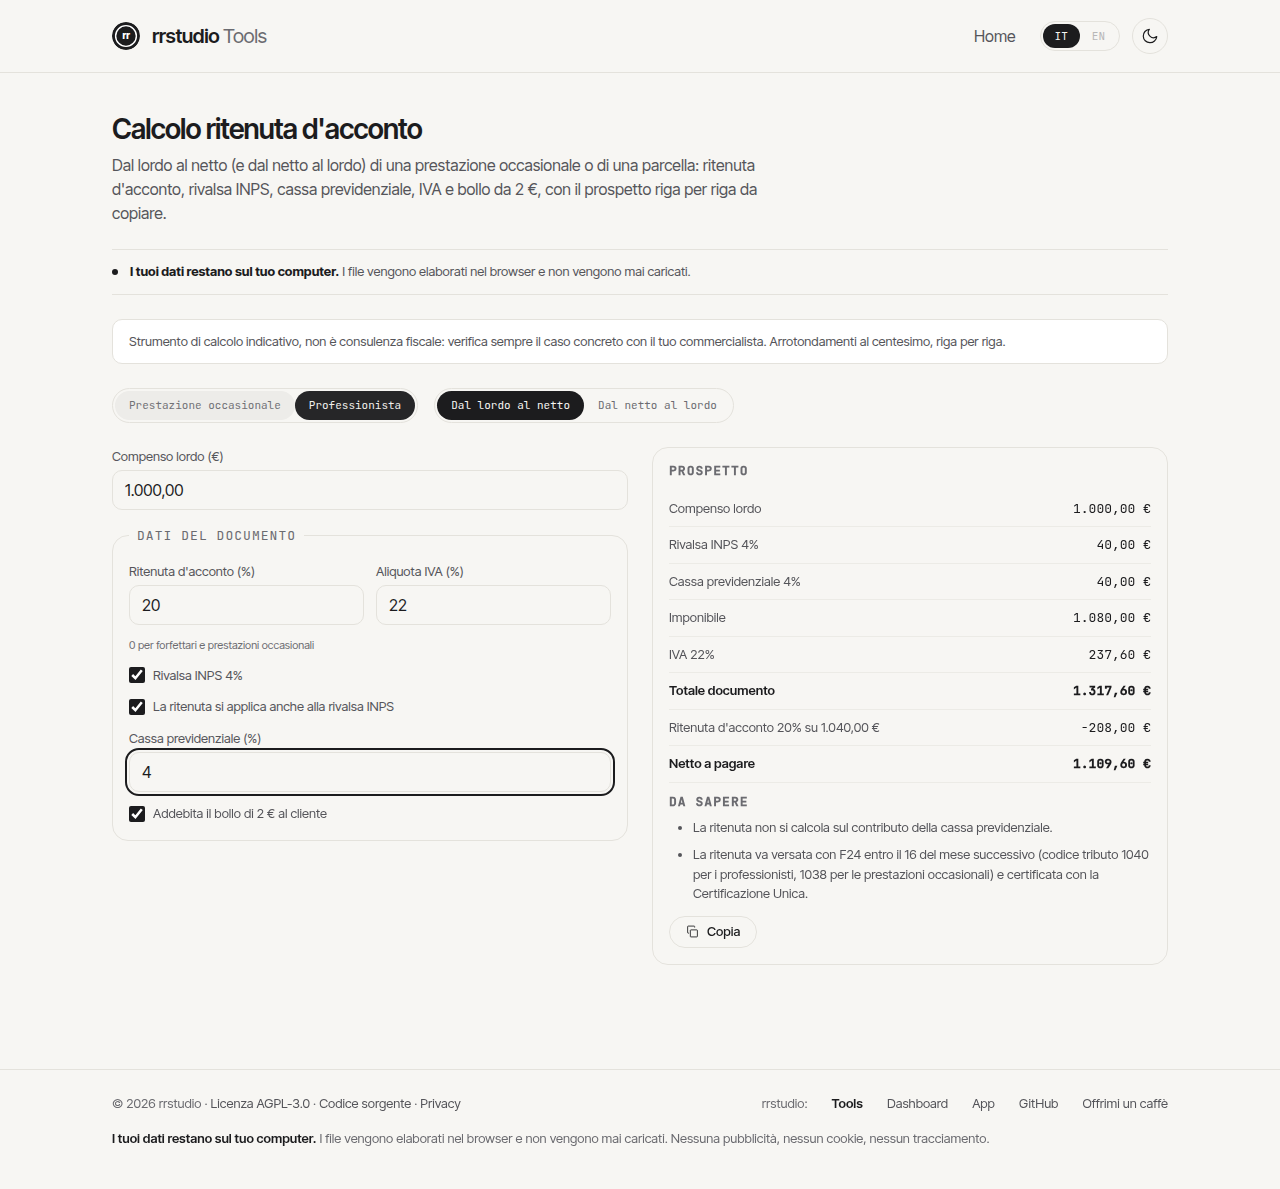 rr rrstudio Tools
Home
IT EN
Calcolo ritenuta d'acconto
Dal lordo al netto (e dal netto al lordo) di una prestazione occasionale o di una parcella: ritenuta
d'acconto, rivalsa INPS, cassa previdenziale, IVA e bollo da 2 €, con il prospetto riga per riga da
copiare.
I tuoi dati restano sul tuo computer. I file vengono elaborati nel browser e non vengono mai caricati.
Strumento di calcolo indicativo, non è consulenza fiscale: verifica sempre il caso concreto con il tuo commercialista. Arrotondamenti al centesimo, riga per riga.
Prestazione occasionale Professionista Dal lordo al netto Dal netto al lordo
Compenso lordo (€)
1.000,00
DATI DEL DOCUMENTO
Ritenuta d'acconto (%) Aliquota IVA (%)
20 22
0 per forfettari e prestazioni occasionali
Rivalsa INPS 4%
La ritenuta si applica anche alla rivalsa INPS
Cassa previdenziale (%)
4
Addebita il bollo di 2 € al cliente
PROSPETTO
Compenso lordo 1.000,00 €
Rivalsa INPS 4% 40,00 €
Cassa previdenziale 4% 40,00 €
Imponibile 1.080,00 €
IVA 22% 237,60 €
Totale documento 1.317,60 €
Ritenuta d'acconto 20% su 1.040,00 € -208,00 €
Netto a pagare 1.109,60 €
DA SAPERE
La ritenuta non si calcola sul contributo della cassa previdenziale.
La ritenuta va versata con F24 entro il 16 del mese successivo (codice tributo 1040
per i professionisti, 1038 per le prestazioni occasionali) e certificata con la
Certificazione Unica.
Copia
© 2026 rrstudio · Licenza AGPL-3.0 · Codice sorgente · Privacy
rrstudio: Tools Dashboard App GitHub Offrimi un caffè
I tuoi dati restano sul tuo computer. I file vengono elaborati nel browser e non vengono mai caricati. Nessuna pubblicità, nessun cookie, nessun tracciamento.